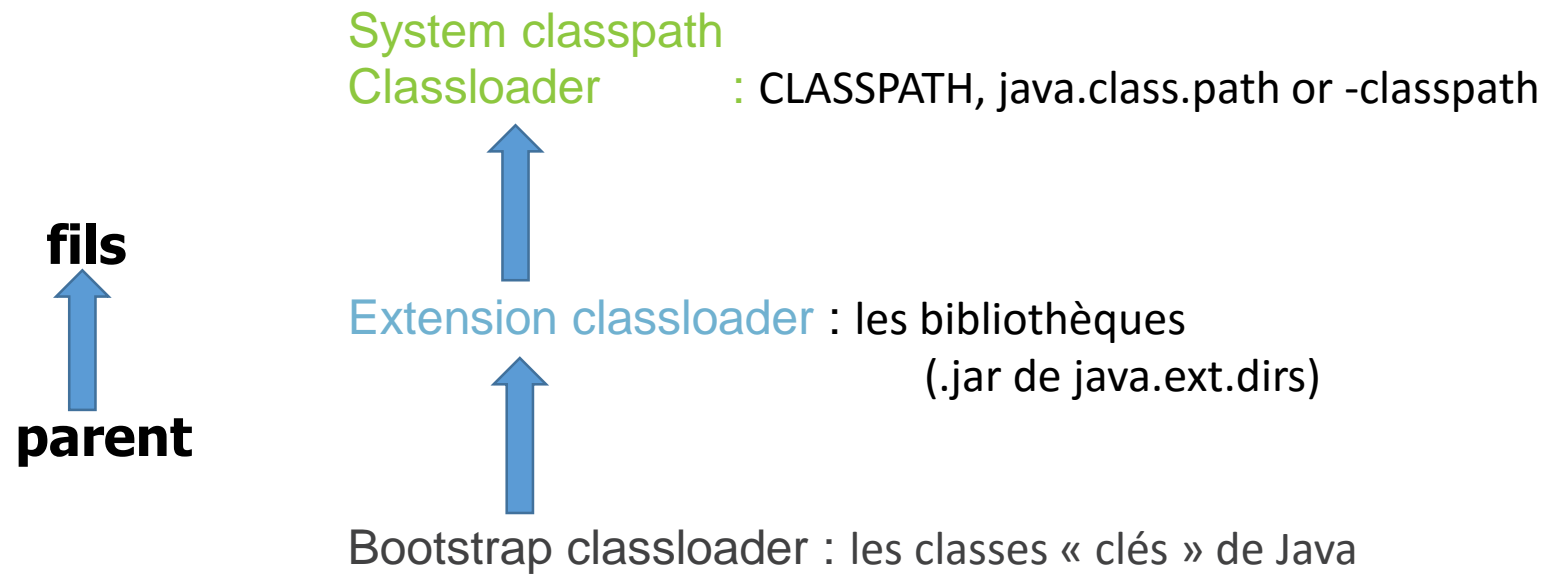 System classpath
Classloader : CLASSPATH, java.class.path or -classpath
fils
Extension classloader : les bibliothèques
(.jar de java.ext.dirs)
parent
Bootstrap classloader : les classes « clés » de Java